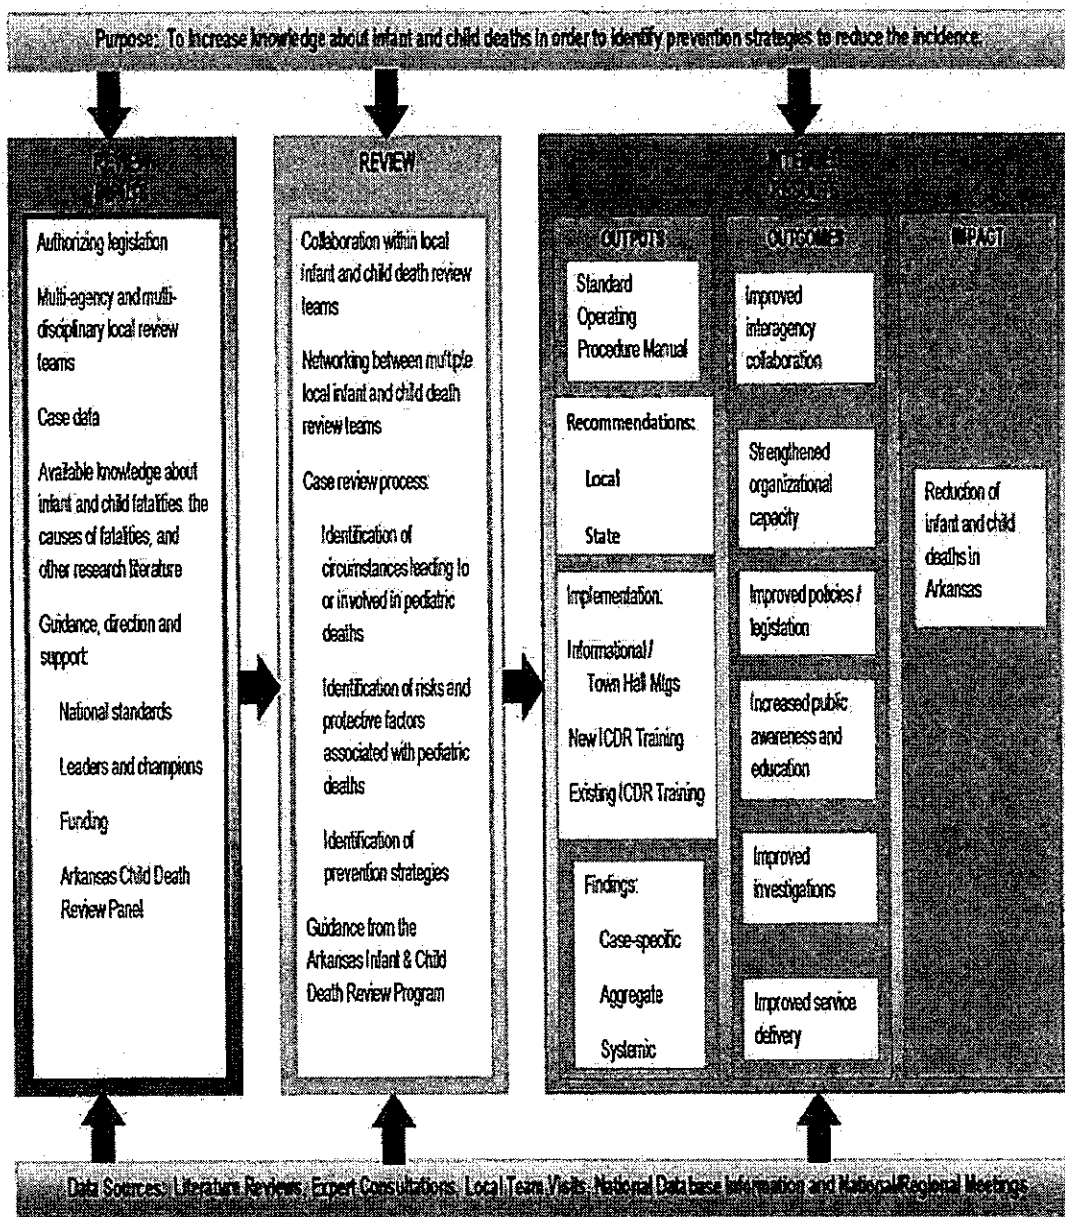 Purpose: To increase knowledge about infant and child deaths in order to identify prevention strategies to reduce the incidence.
REVIEW
Authorizing legislation
Multi-agency and multi-
disciplinary local review
teams
Case data
Available knowledge about
infant and child fatalities, the
causes of fatalities, and
other research literature
Guidance, direction and
support:
National standards
Leaders and champions
Funding
Arkansas Child Death
Review Panel
REVIEW
Collaboration within local
infant and child death review
teams
Networking between multiple
local infant and child death
review teams
Case review process:
Identification of
circumstances leading to
or involved in pediatric
deaths
Identification of risks and
protective factors
associated with pediatric
deaths
Identification of
prevention strategies
Guidance from the
Arkansas Infant & Child
Death Review Program
RESULTS
OUTPUTS
Standard
Operating
Procedure Manual
Recommendations:
Local
State
Implementation:
Informational /
Town Hall Mtgs
New ICDR Training
Existing ICDR Training
Findings:
Case-specific
Aggregate
Systemic
OUTCOMES
Improved
interagency
collaboration
Strengthened
organizational
capacity
Improved policies /
legislation
Increased public
awareness and
education
Improved
investigations
Improved service
delivery
IMPACT
Reduction of
infant and child
deaths in
Arkansas
Data Sources: Literature Reviews, Expert Consultations, Local Team Visits, National Database Information and National/Regional Meetings